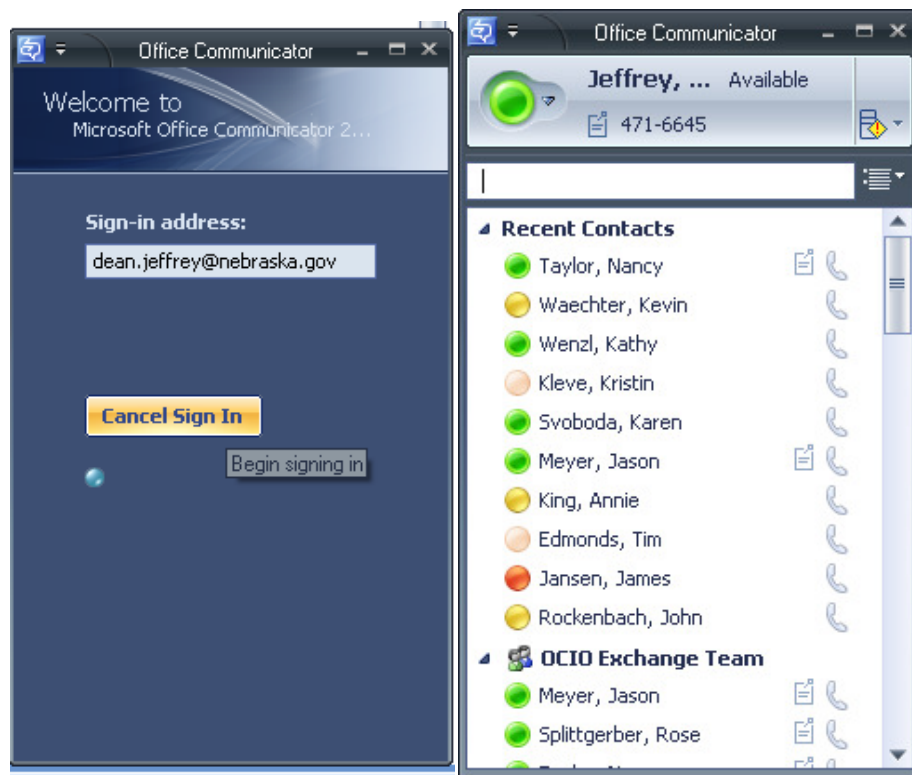 Office Communicator
Welcome to
Microsoft Office Communicator 2...
Sign-in address:
dean.jeffrey@nebraska.gov
Cancel Sign In
Begin signing in
Office Communicator
Jeffrey, ... Available
471-6645
Recent Contacts
Taylor, Nancy
Waechter, Kevin
Wenzl, Kathy
Kleve, Kristin
Svoboda, Karen
Meyer, Jason
King, Annie
Edmonds, Tim
Jansen, James
Rockenbach, John
OCIO Exchange Team
Meyer, Jason
Splittgerber, Rose